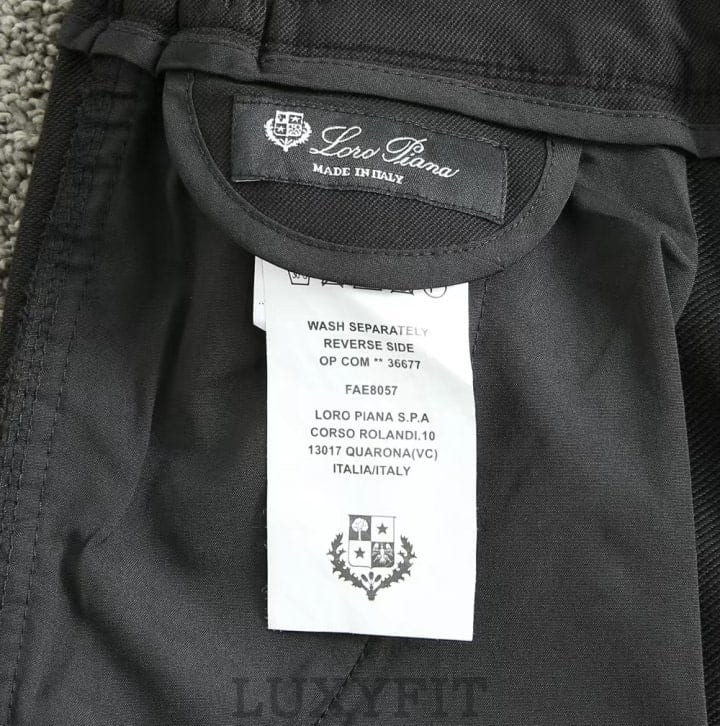 Loro Piana
MADE IN ITALY
WASH SEPARATELY
REVERSE SIDE
OP COM ** 36677
FAE8057
LORO PIANA S.P.A
CORSO ROLANDI.10
13017 QUARONA(VC)
ITALIA/ITALY
LUXYFIT